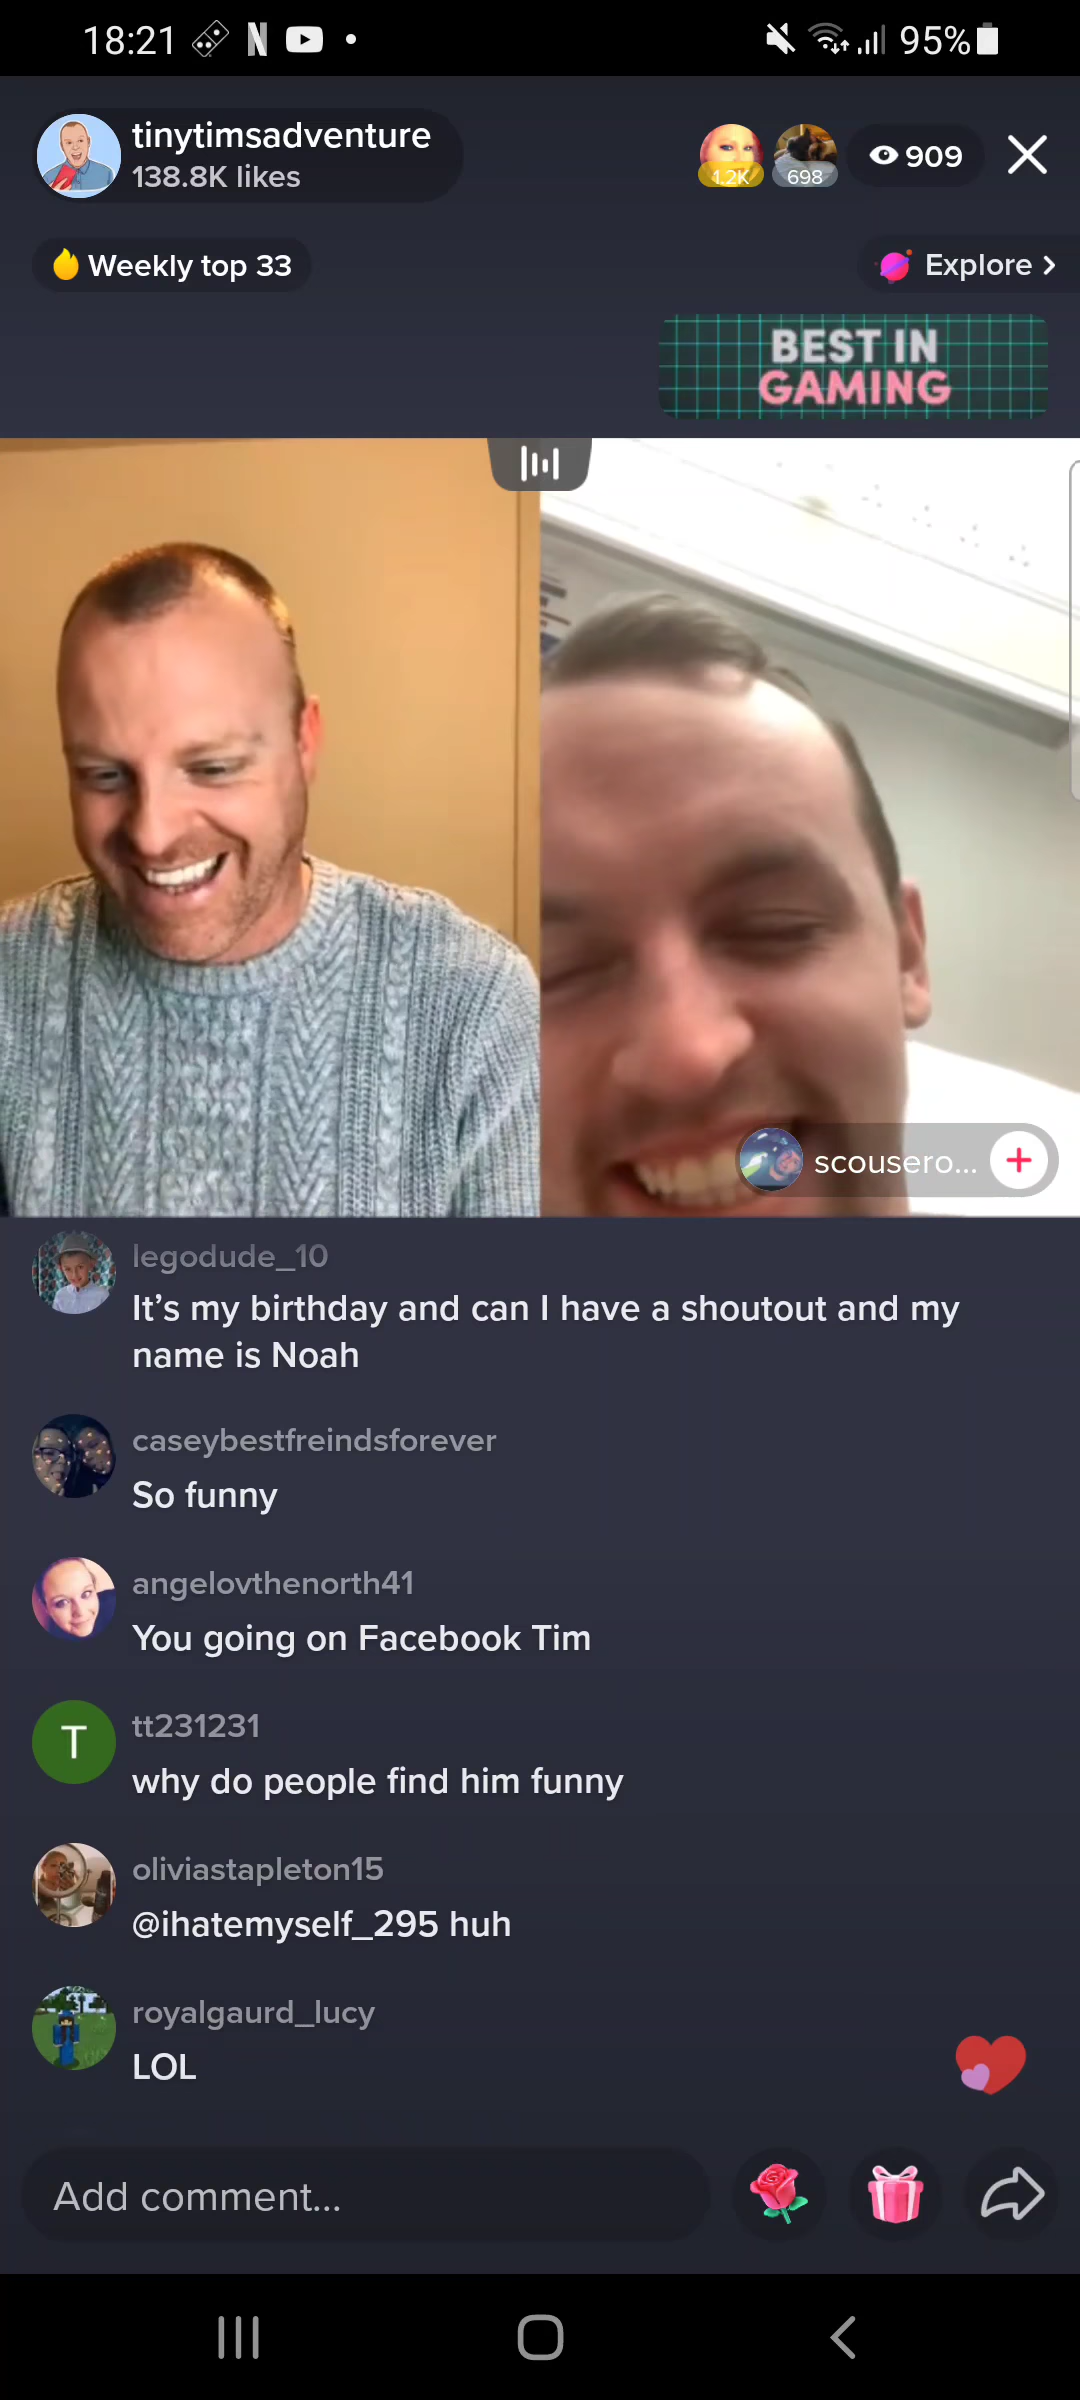 18:21
95%
tinytimsadventure
138.8K likes
1.2K
698
909
Weekly top 33
Explore
BEST IN
GAMING
scousero...
legodude_10
It’s my birthday and can I have a shoutout and my
name is Noah
caseybestfreindsforever
So funny
angelovthenorth41
You going on Facebook Tim
T
tt231231
why do people find him funny
oliviastapleton15
@ihatemyself_295 huh
royalgaurd_lucy
LOL
Add comment...